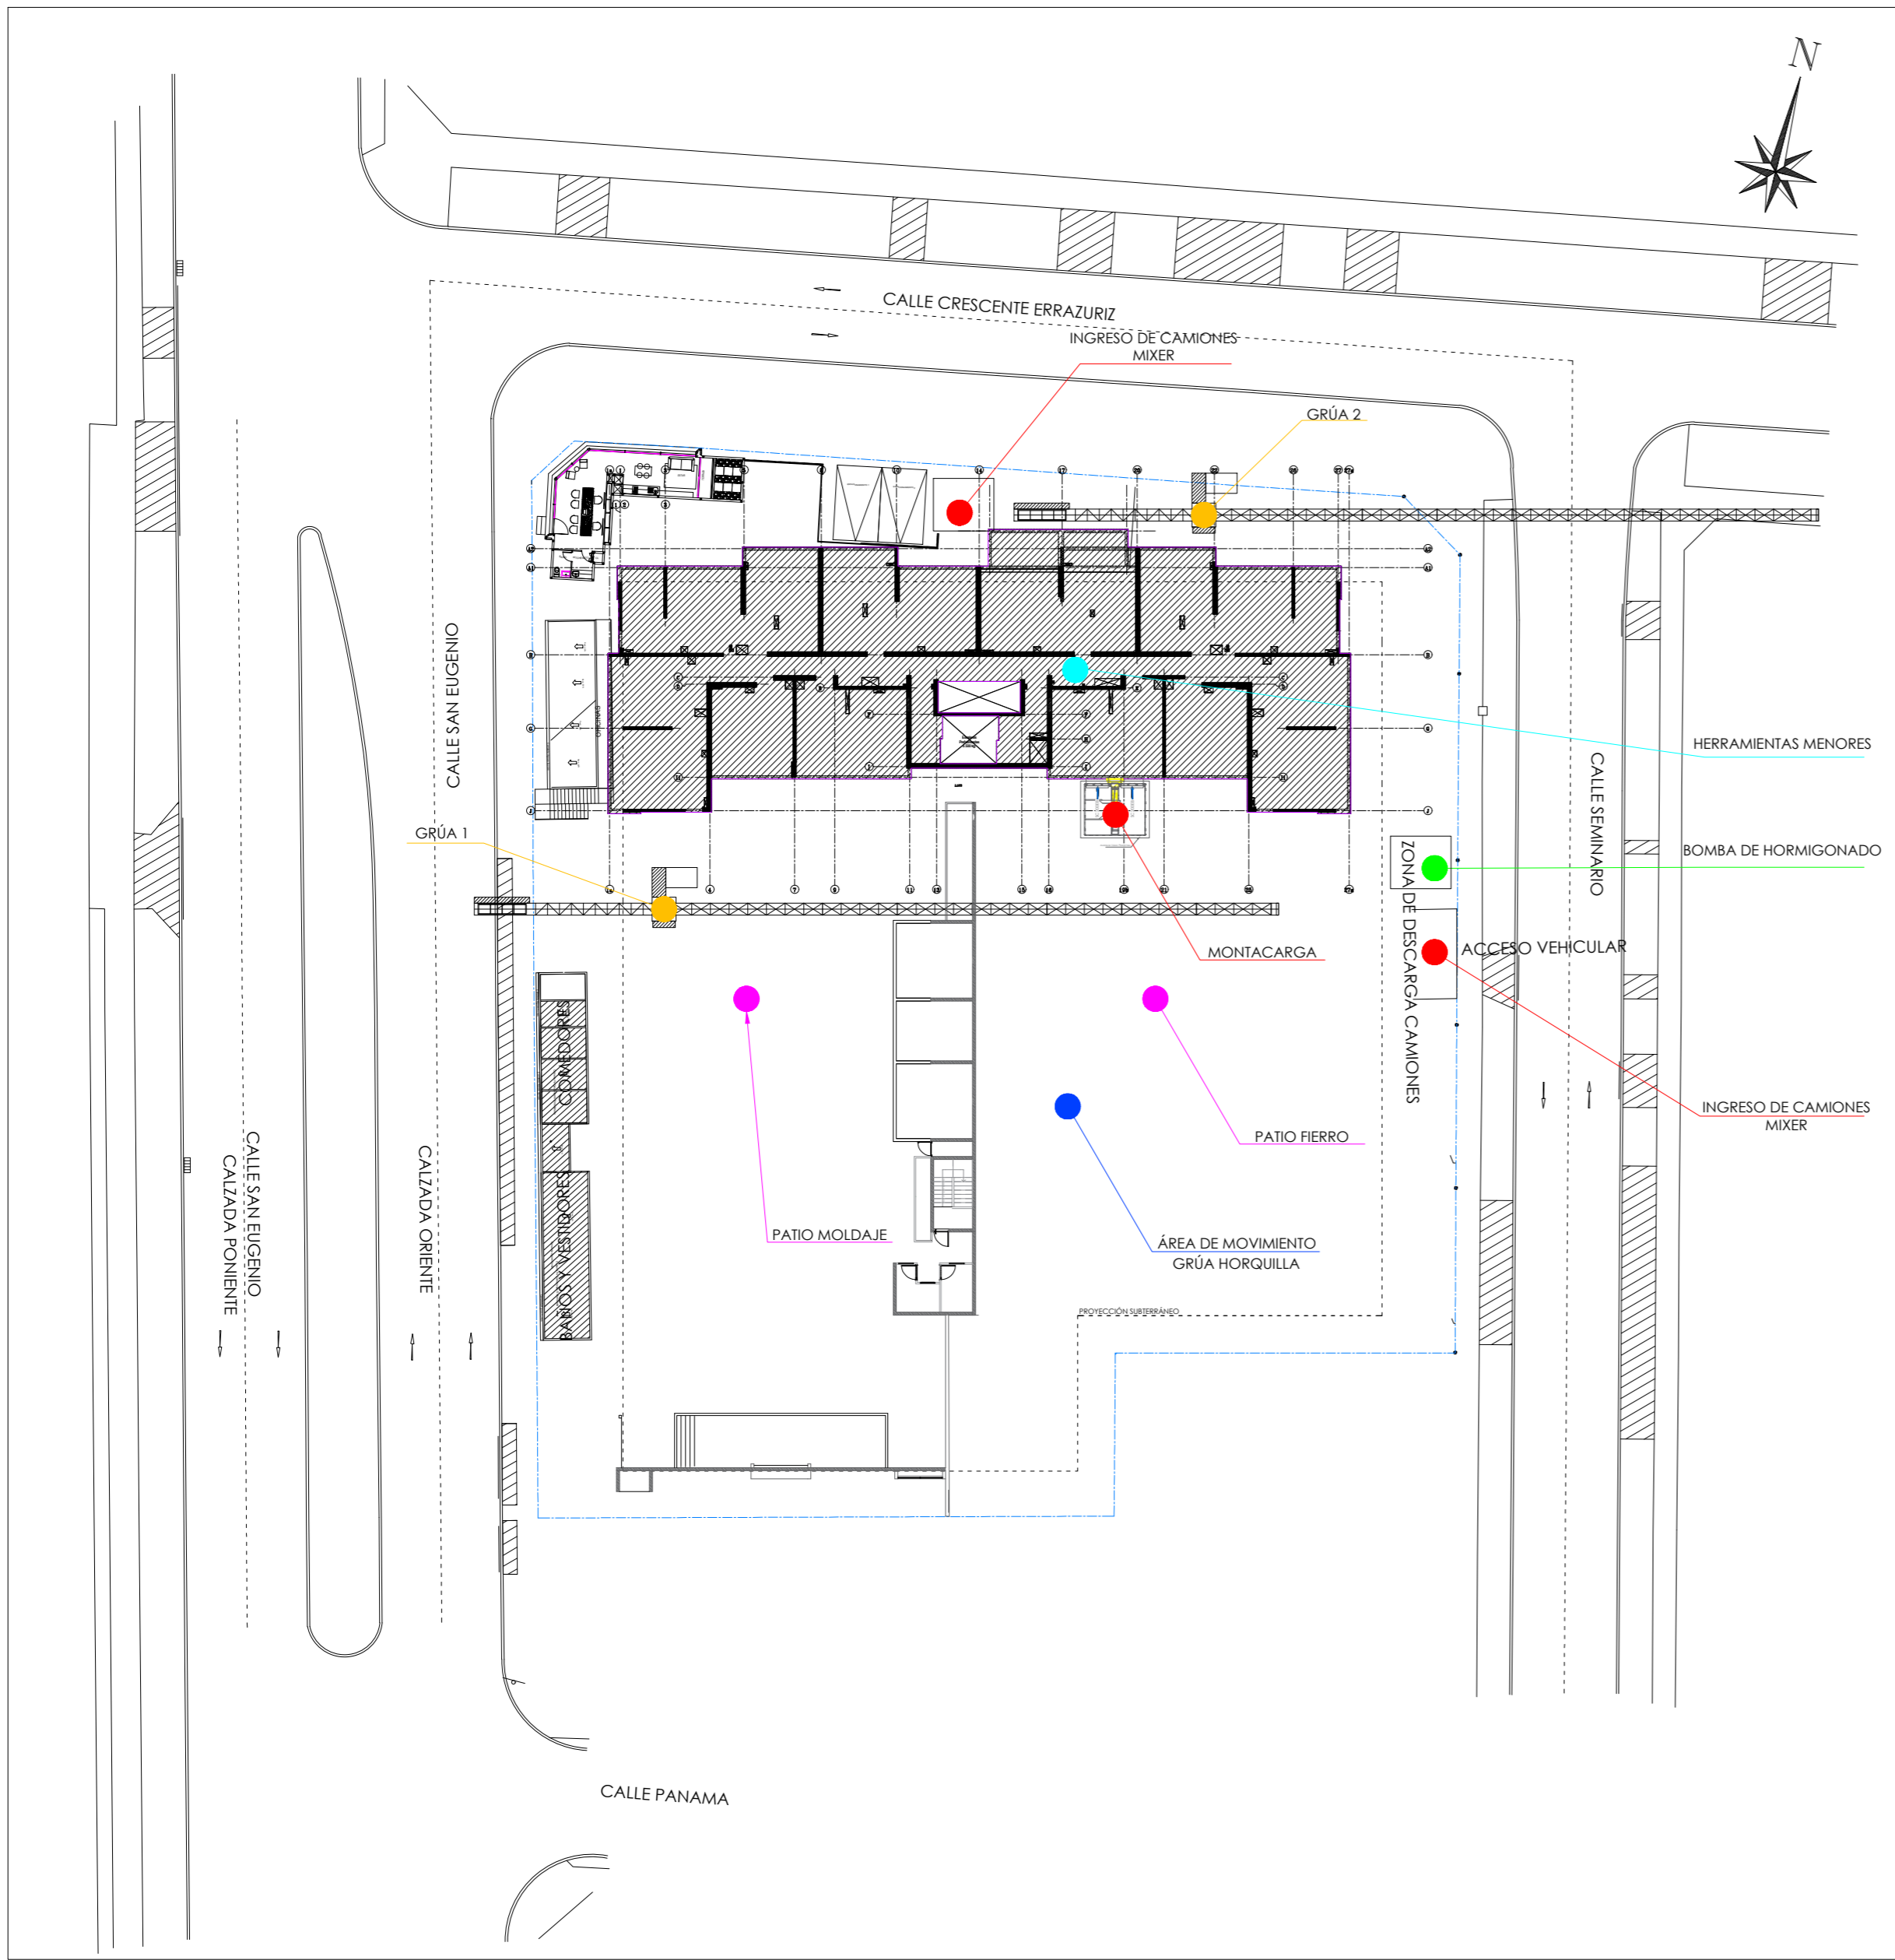 N
CALLE CRESCENTE ERRAZURIZ
INGRESO DE CAMIONES
MIXER
GRÚA 2
CALLE SAN EUGENIO
HERRAMIENTAS MENORES
CALLE SEMINARIO
GRÚA 1
BOMBA DE HORMIGONADO
ZONA DE DESCARGA CAMIONES
MONTACARGA
ACCESO VEHICULAR
COMEDORES
INGRESO DE CAMIONES
MIXER
PATIO FIERRO
BAÑOS Y VESTIDORES
PATIO MOLDAJE
ÁREA DE MOVIMIENTO
GRÚA HORQUILLA
CALLE SAN EUGENIO
CALZADA PONIENTE
CALZADA ORIENTE
PROYECCIÓN SUBTERRÁNEO
CALLE PANAMA